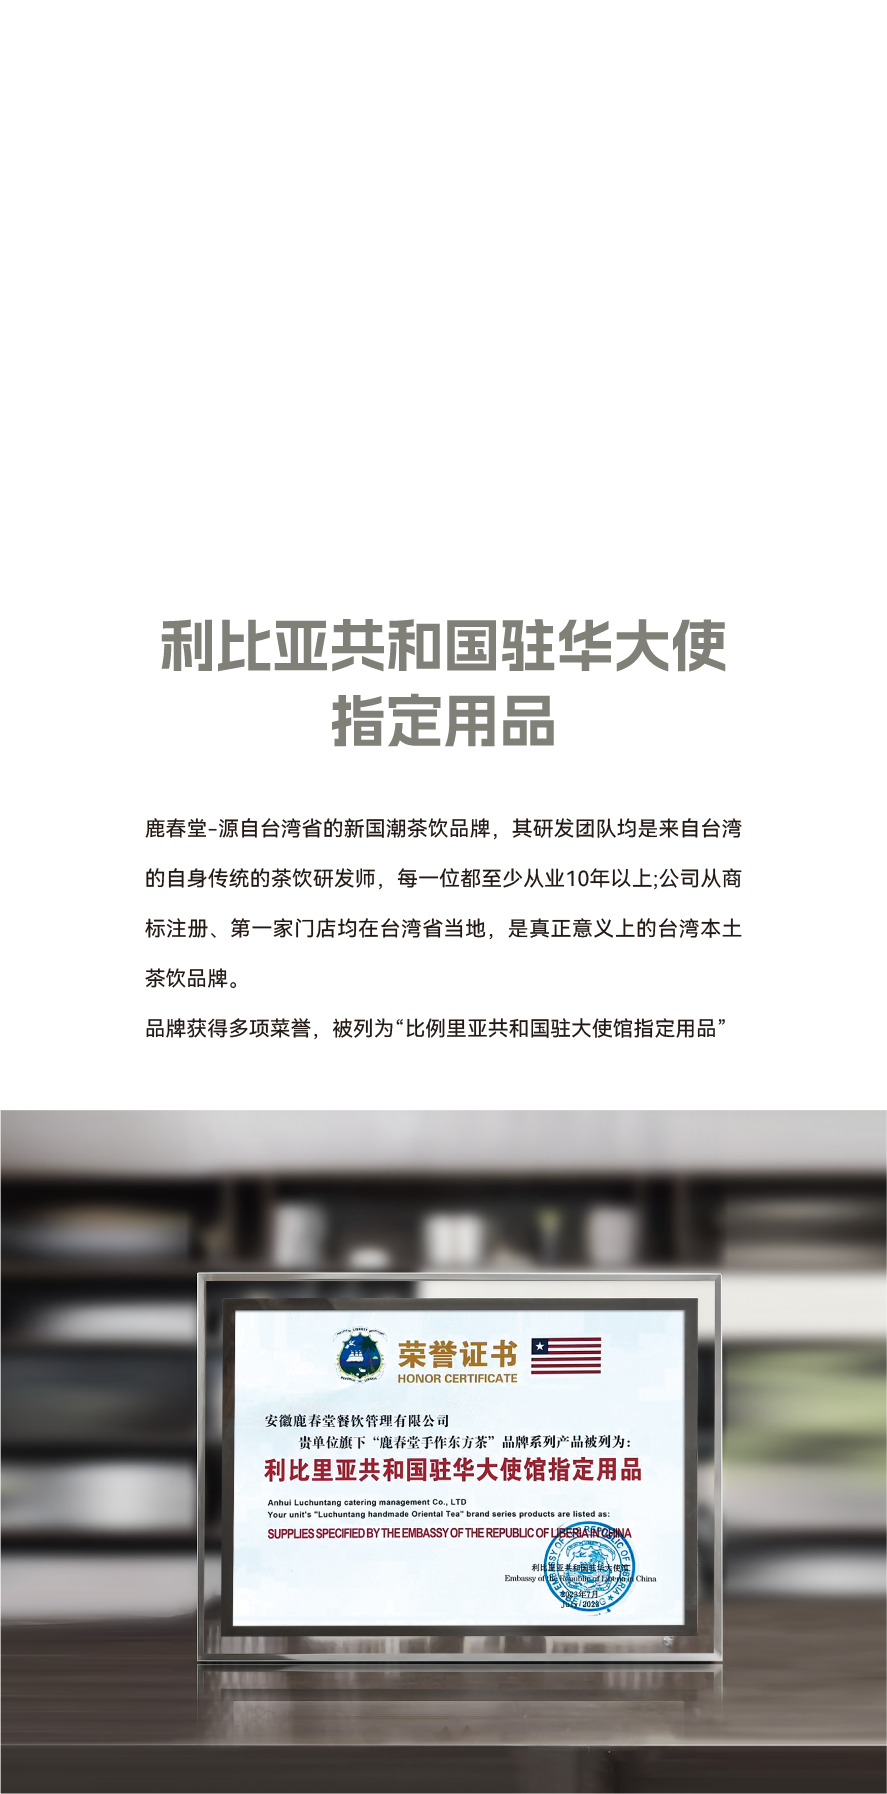 利比亚共和国驻华大使
指定用品
鹿春堂-源自台湾省的新国潮茶饮品牌，其研发团队均是来自台湾
的自身传统的茶饮研发师，每一位都至少从业10年以上;公司从商
标注册、第一家门店均在台湾省当地，是真正意义上的台湾本土
茶饮品牌。
品牌获得多项菜誉，被列为“比例里亚共和国驻大使馆指定用品”
荣誉证书
HONOR CERTIFICATE
安徽鹿春堂餐饮管理有限公司
贵单位旗下“鹿春堂手作东方茶”品牌系列产品被列为：
利比里亚共和国驻华大使馆指定用品
Anhui Luchuntang catering management Co., LTD
Your unit's "Luchuntang handmade Oriental Tea" brand series products are listed as:
SUPPLIES SPECIFIED BY THE EMBASSY OF THE REPUBLIC OF LIBERIA IN CHINA
利比里亚共和国驻华大使馆
Embassy of the Republic of Liberia in China
2023年7月